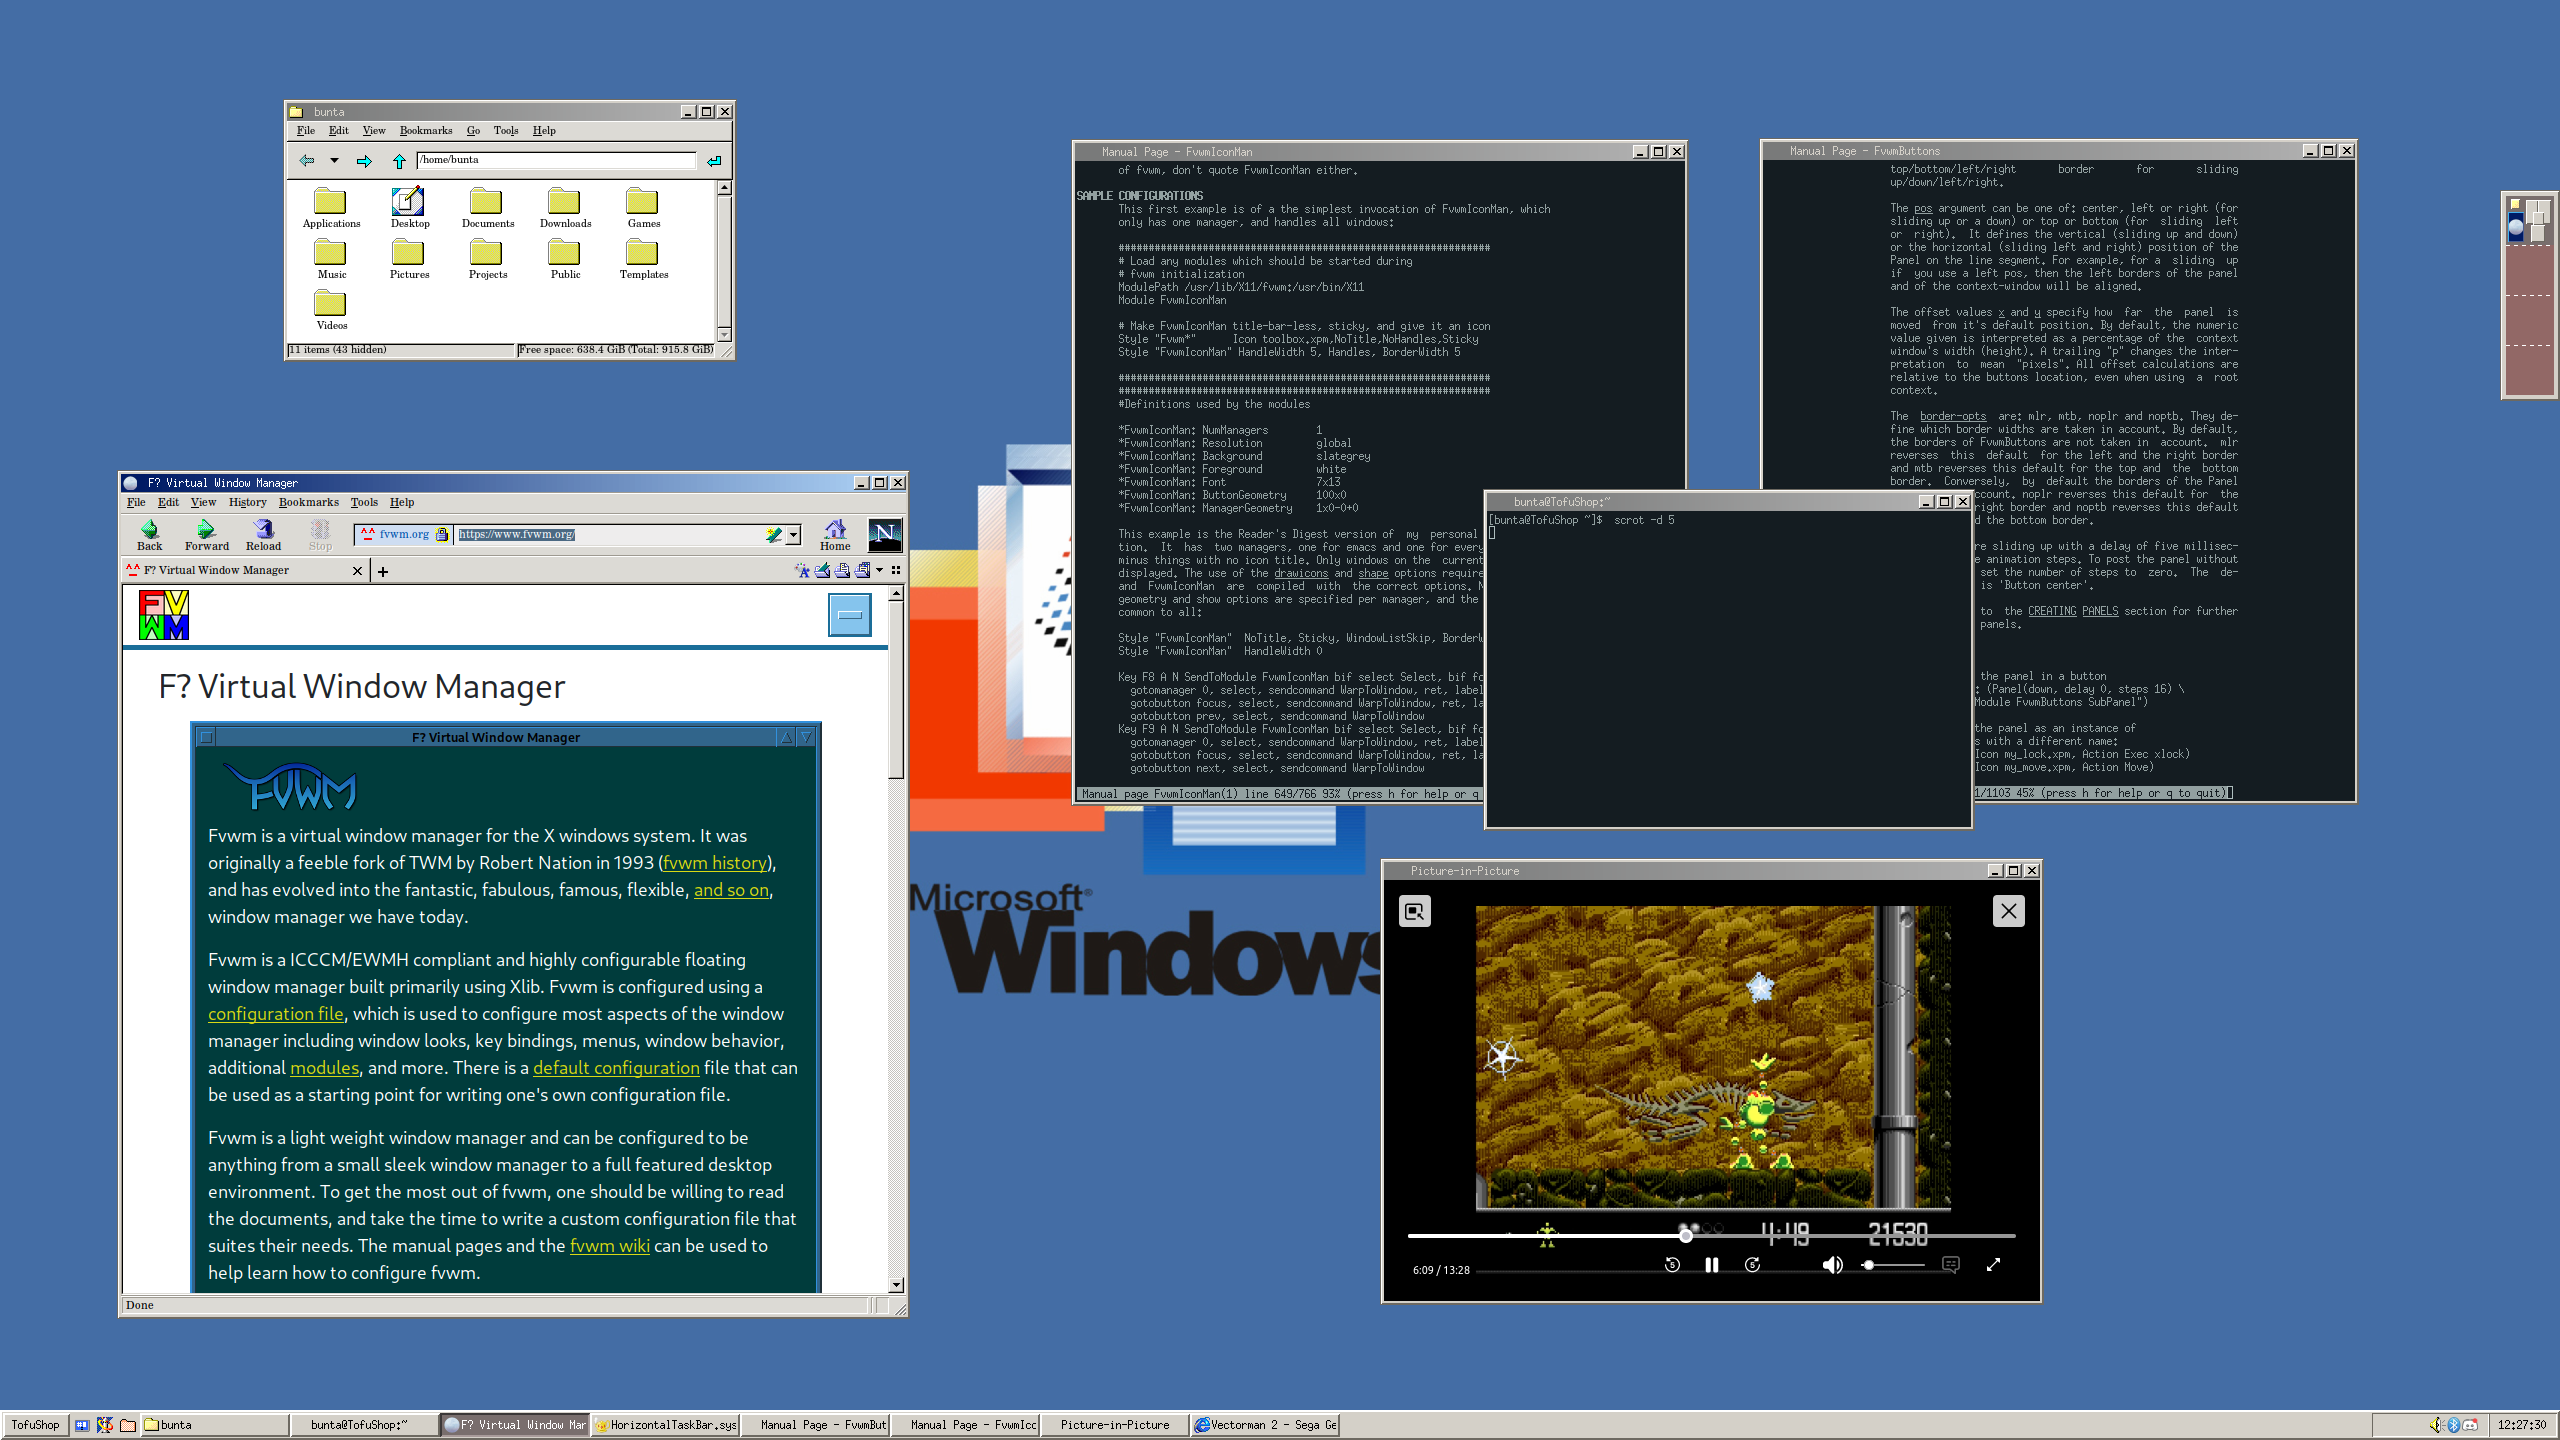 bunta
File Edit View Bookmarks Go Tools Help
/home/bunta
Applications Desktop Documents Downloads Games
Music Pictures Projects Public Templates
Videos
11 items (43 hidden)
Free space: 638.4 GiB (Total: 915.8 GiB)
F? Virtual Window Manager
File Edit View History Bookmarks Tools Help
Back Forward Reload Stop
fvwm.org
https://www.fvwm.org/
Home
N
F? Virtual Window Manager
FV
WM
F? Virtual Window Manager
F? Virtual Window Manager
FVWM
Fvwm is a virtual window manager for the X windows system. It was
originally a feeble fork of TWM by Robert Nation in 1993 (fvwm history),
and has evolved into the fantastic, fabulous, famous, flexible, and so on,
window manager we have today.
Fvwm is a ICCCM/EWMH compliant and highly configurable floating
window manager built primarily using Xlib. Fvwm is configured using a
configuration file, which is used to configure most aspects of the window
manager including window looks, key bindings, menus, window behavior,
additional modules, and more. There is a default configuration file that can
be used as a starting point for writing one's own configuration file.
Fvwm is a light weight window manager and can be configured to be
anything from a small sleek window manager to a full featured desktop
environment. To get the most out of fvwm, one should be willing to read
the documents, and take the time to write a custom configuration file that
suites their needs. The manual pages and the fvwm wiki can be used to
help learn how to configure fvwm.
Done
Microsoft®
Windows
Manual Page - FvwmIconMan
of fvwm, don't quote FvwmIconMan either.
SAMPLE CONFIGURATIONS
This first example is of a the simplest invocation of FvwmIconMan, which
only has one manager, and handles all windows:
##############################################################
# Load any modules which should be started during
# fvwm initialization
ModulePath /usr/lib/X11/fvwm:/usr/bin/X11
Module FvwmIconMan
# Make FvwmIconMan title-bar-less, sticky, and give it an icon
Style "Fvwm*"      Icon toolbox.xpm,NoTitle,NoHandles,Sticky
Style "FvwmIconMan" HandleWidth 5, Handles, BorderWidth 5
##############################################################
##############################################################
#Definitions used by the modules
*FvwmIconMan: NumManagers        1
*FvwmIconMan: Resolution         global
*FvwmIconMan: Background         slategrey
*FvwmIconMan: Foreground         white
*FvwmIconMan: Font               7x13
*FvwmIconMan: ButtonGeometry     100x0
*FvwmIconMan: ManagerGeometry    1x0-0+0
This example is the Reader's Digest version of  my  personal
tion.  It  has  two managers, one for emacs and one for every
minus things with no icon title. Only windows on the  current
displayed. The use of the drawicons and shape options require
and  FvwmIconMan  are  compiled  with  the correct options. N
geometry and show options are specified per manager, and the
common to all:
Style "FvwmIconMan"  NoTitle, Sticky, WindowListSkip, BorderW
Style "FvwmIconMan"  HandleWidth 0
Key F8 A N SendToModule FvwmIconMan bif select Select, bif fo
gotomanager 0, select, sendcommand WarpToWindow, ret, label
gotobutton focus, select, sendcommand WarpToWindow, ret, la
gotobutton prev, select, sendcommand WarpToWindow
Key F9 A N SendToModule FvwmIconMan bif select Select, bif fo
gotomanager 0, select, sendcommand WarpToWindow, ret, label
gotobutton focus, select, sendcommand WarpToWindow, ret, la
gotobutton next, select, sendcommand WarpToWindow
Manual page FvwmIconMan(1) line 649/766 93% (press h for help or q
Manual Page - FvwmButtons
top/bottom/left/right border for sliding
up/down/left/right.
The pos argument can be one of: center, left or right (for
sliding up or a down) or top or bottom (for  sliding  left
or  right).  It defines the vertical (sliding up and down)
or the horizontal (sliding left and right) position of the
Panel on the line segment. For example, for a  sliding  up
if  you use a left pos, then the left borders of the panel
and of the context-window will be aligned.
The offset values x and y specify how  far  the  panel  is
moved  from it's default position. By default, the numeric
value given is interpreted as a percentage of the  context
window's width (height). A trailing "p" changes the inter-
pretation  to  mean  "pixels". All offset calculations are
relative to the buttons location, even when using  a  root
context.
The  border-opts  are: mlr, mtb, noplr and noptb. They de-
fine which border widths are taken in account. By default,
the borders of FvwmButtons are not taken in  account.  mlr
reverses  this  default  for the left and the right border
and mtb reverses this default for the top and  the  bottom
border.  Conversely,  by  default the borders of the Panel
ccount. noplr reverses this default for  the
right border and noptb reverses this default
d the bottom border.
re sliding up with a delay of five millisec-
e animation steps. To post the panel without
set the number of steps to  zero.  The  de-
is 'Button center'.
to  the CREATING PANELS section for further
panels.
the panel in a button
: (Panel(down, delay 0, steps 16) \
Module FvwmButtons SubPanel")
the panel as an instance of
s with a different name:
Icon my_lock.xpm, Action Exec xlock)
Icon my_move.xpm, Action Move)
1/1103 45% (press h for help or q to quit)
bunta@TofuShop:~
[bunta@TofuShop ~]$  scrot -d 5
Picture-in-Picture
4:49 21530
6:09 / 13:28
5 5
TofuShop
bunta
bunta@TofuShop:~
F? Virtual Window Mar
HorizontalTaskBar.sys
Manual Page - FvwmBut
Manual Page - FvwmIcc
Picture-in-Picture
Vectorman 2 - Sega Ge
12:27:30